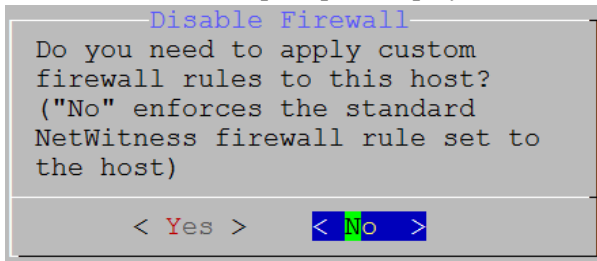 Disable Firewall
Do you need to apply custom
firewall rules to this host?
("No" enforces the standard
NetWitness firewall rule set to
the host)
< Yes > < No >